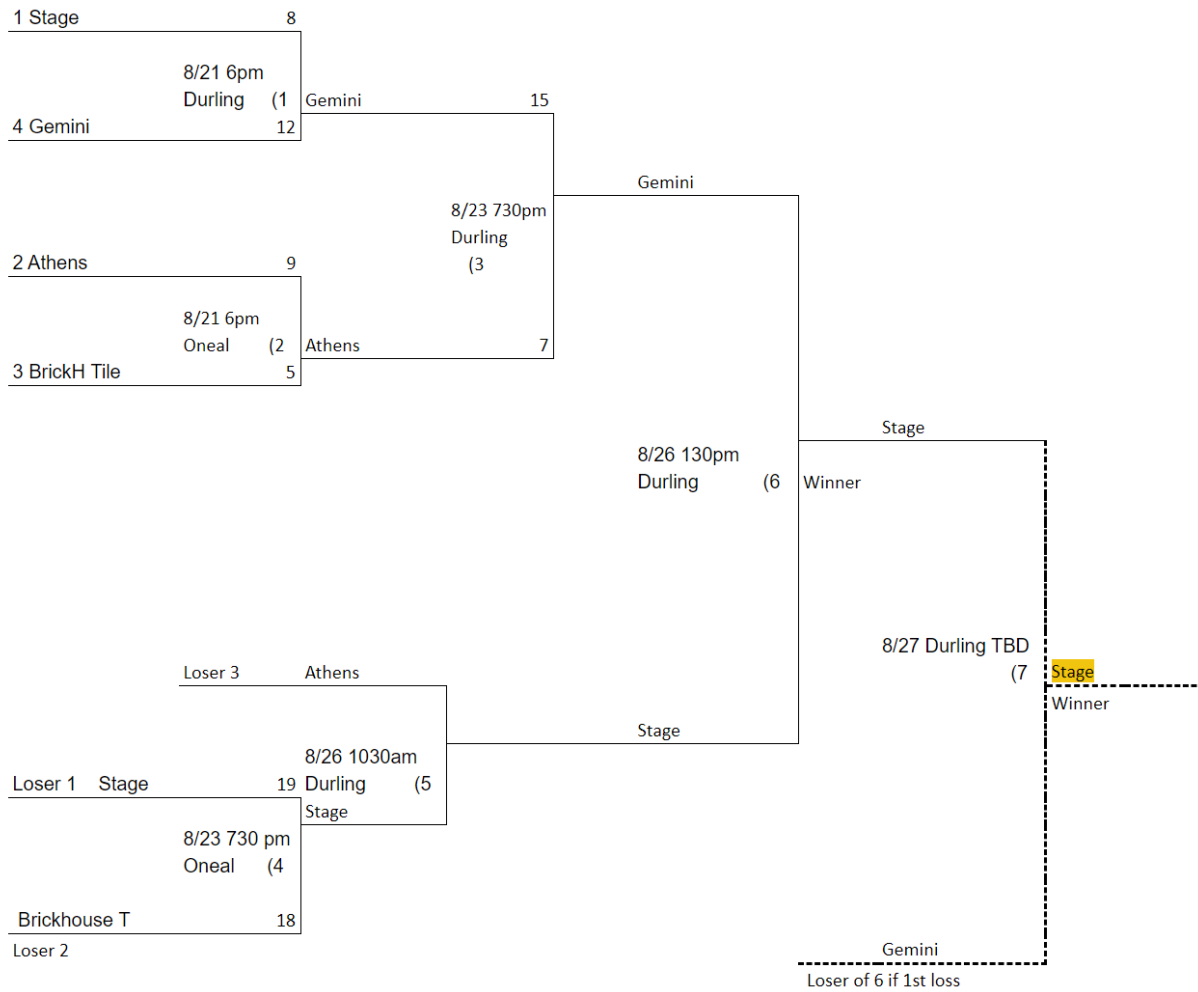 1 Stage 8
8/21 6pm
Durling (1
Gemini 15
4 Gemini 12
Gemini
8/23 730pm
Durling
(3
2 Athens 9
8/21 6pm
Oneal (2
Athens 7
3 BrickH Tile 5
Stage
8/26 130pm
Durling (6
Winner
8/27 Durling TBD
(7
Stage
Winner
Loser 3 Athens
Stage
8/26 1030am
Loser 1 Stage 19
Durling (5
Stage
8/23 730 pm
Oneal (4
Brickhouse T 18
Loser 2
Gemini
Loser of 6 if 1st loss